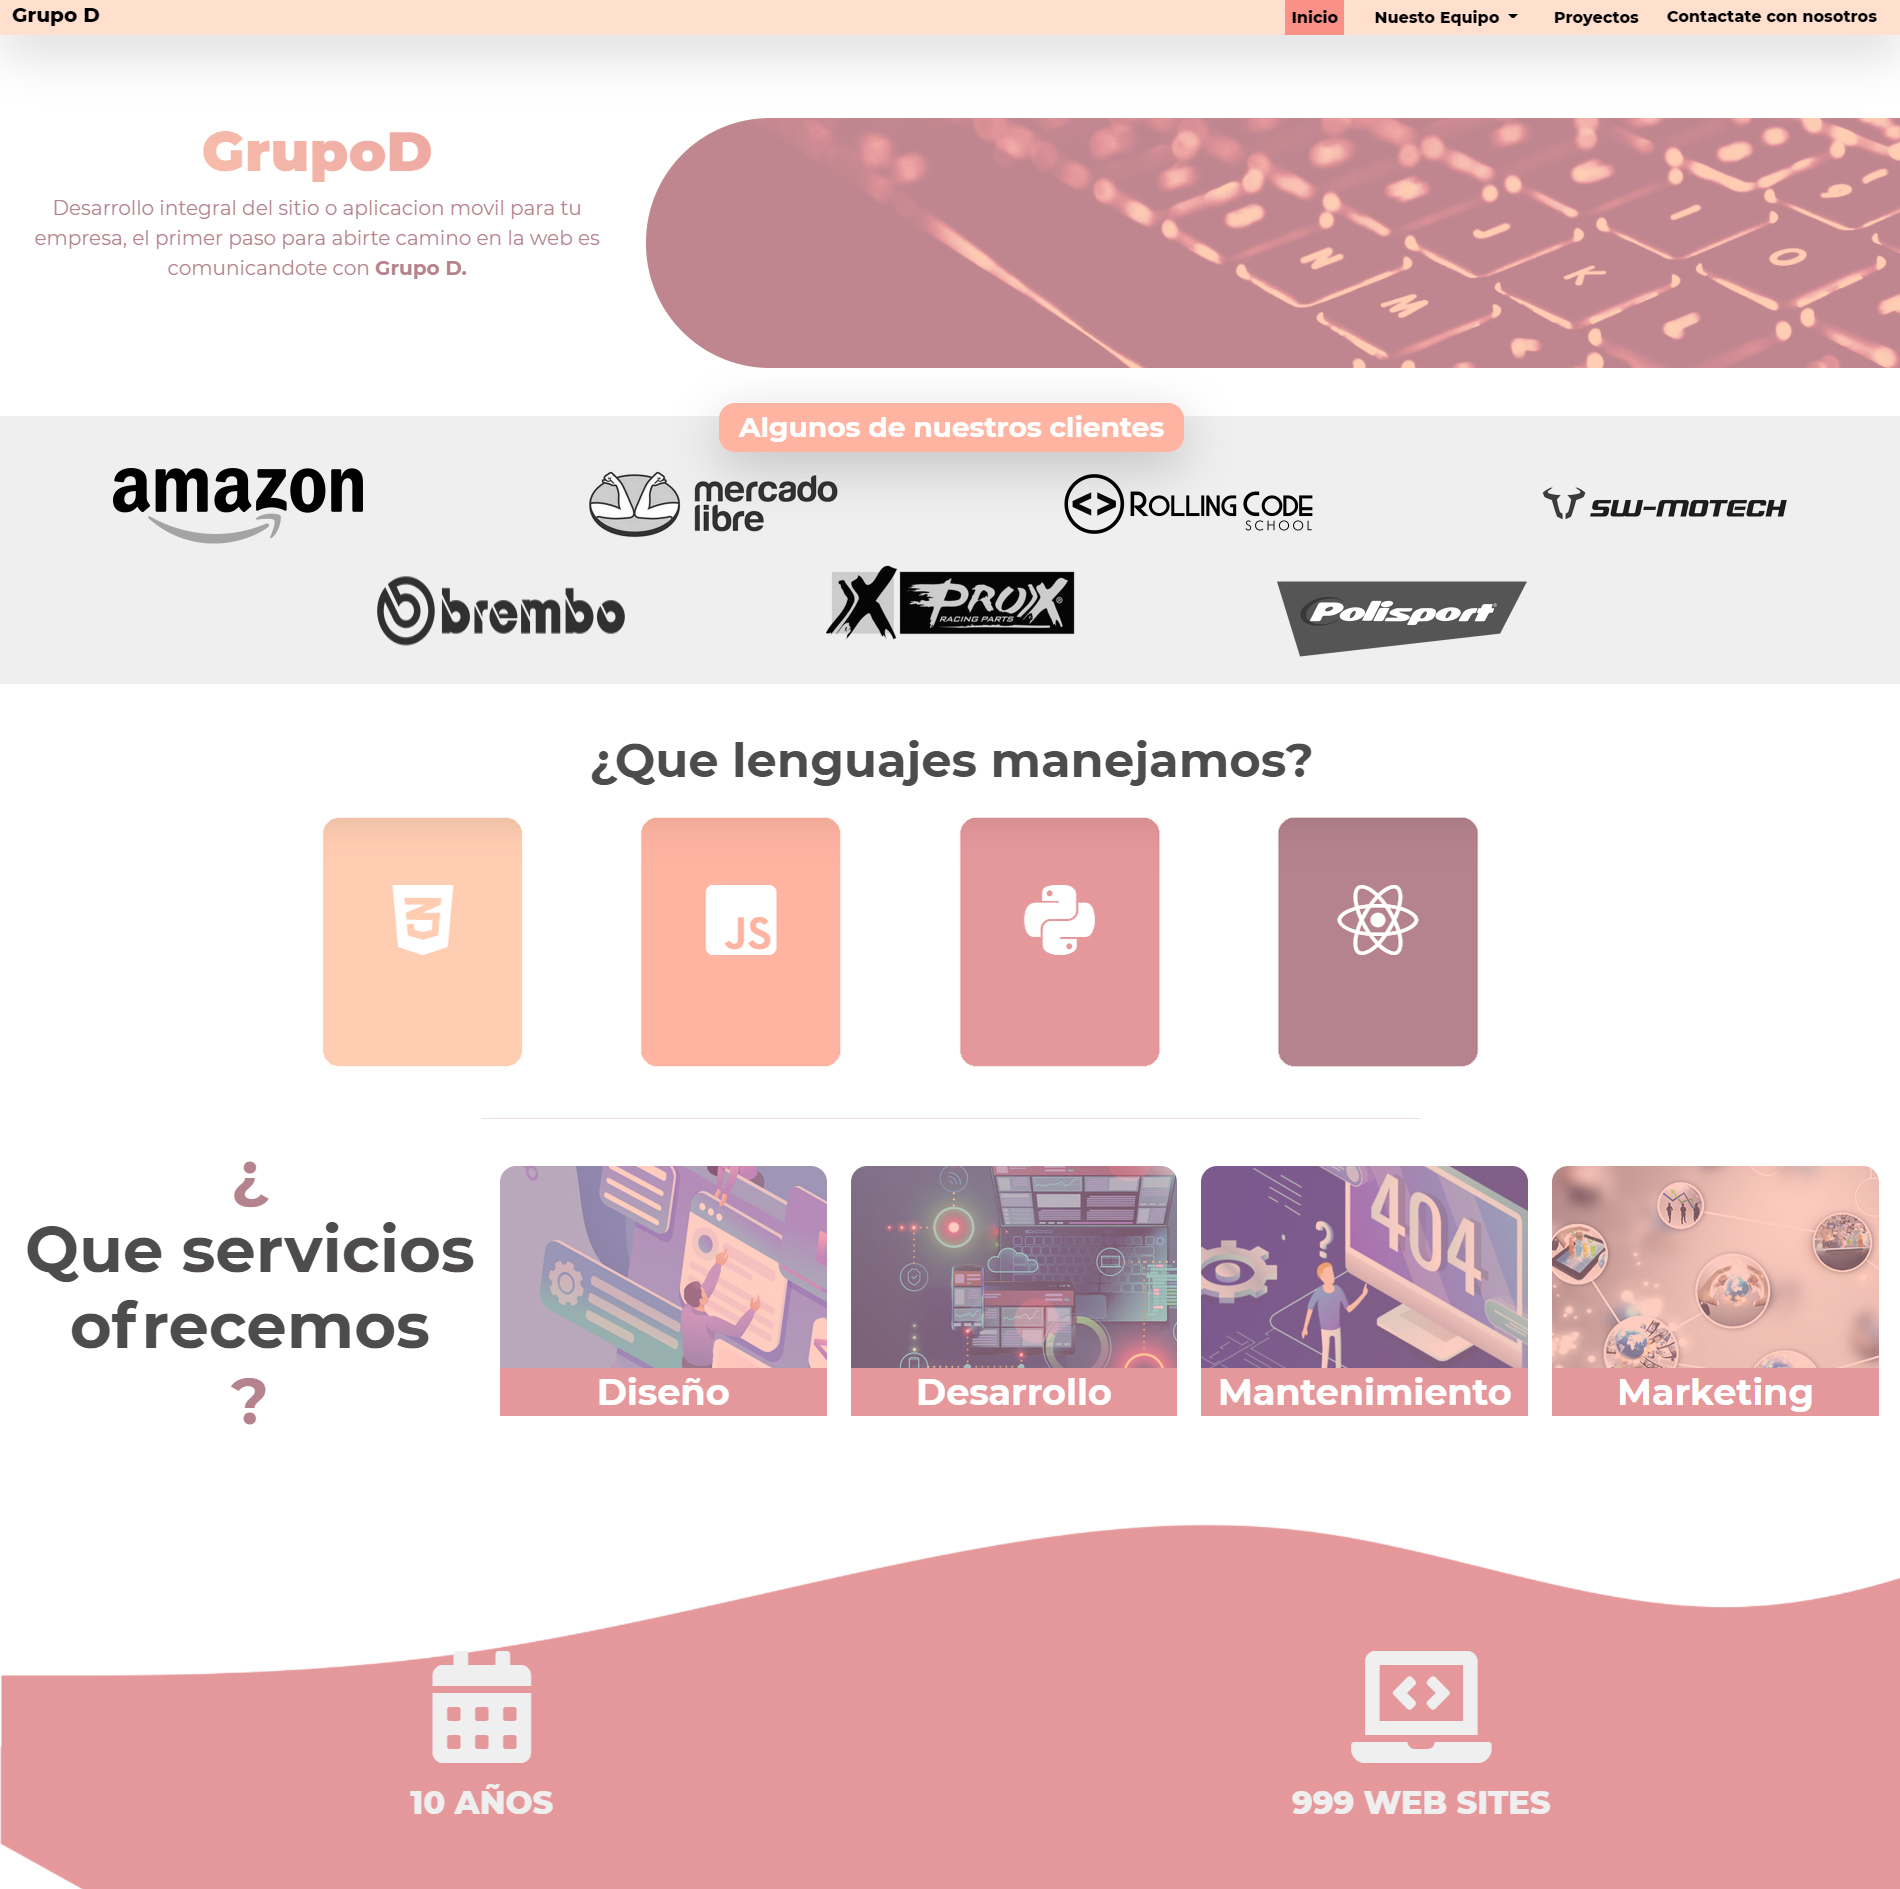 Grupo D
Inicio
Nuesto Equipo
Proyectos
Contactate con nosotros
GrupoD
Desarrollo integral del sitio o aplicacion movil para tu
empresa, el primer paso para abirte camino en la web es
comunicandote con Grupo D.
N
M
J
K
L
O
Algunos de nuestros clientes
amazon
mercado
libre
<> ROLLING CODE
SCHOOL
SW-MOTECH
brembo
X PROX
RACING PARTS
Polisport
¿Que lenguajes manejamos?
3
JS
¿
Que servicios
ofrecemos
?
?
404
Diseño
Desarrollo
Mantenimiento
Marketing
10 AÑOS
999 WEB SITES